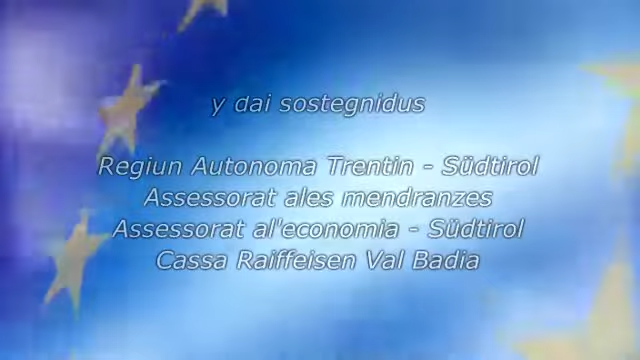 y dai sostegnidus
Regiun Autonoma Trentin - Südtirol
Assessorat ales mendranzes
Assessorat al'economia - Südtirol
Cassa Raiffeisen Val Badia